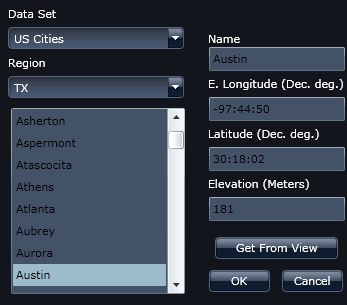 Data Set
US Cities
Region
TX
Asherton
Aspermont
Atascocita
Athens
Atlanta
Aubrey
Aurora
Austin
Name
Austin
E. Longitude (Dec. deg.)
-97:44:50
Latitude (Dec. deg.)
30:18:02
Elevation (Meters)
181
Get From View
OK
Cancel